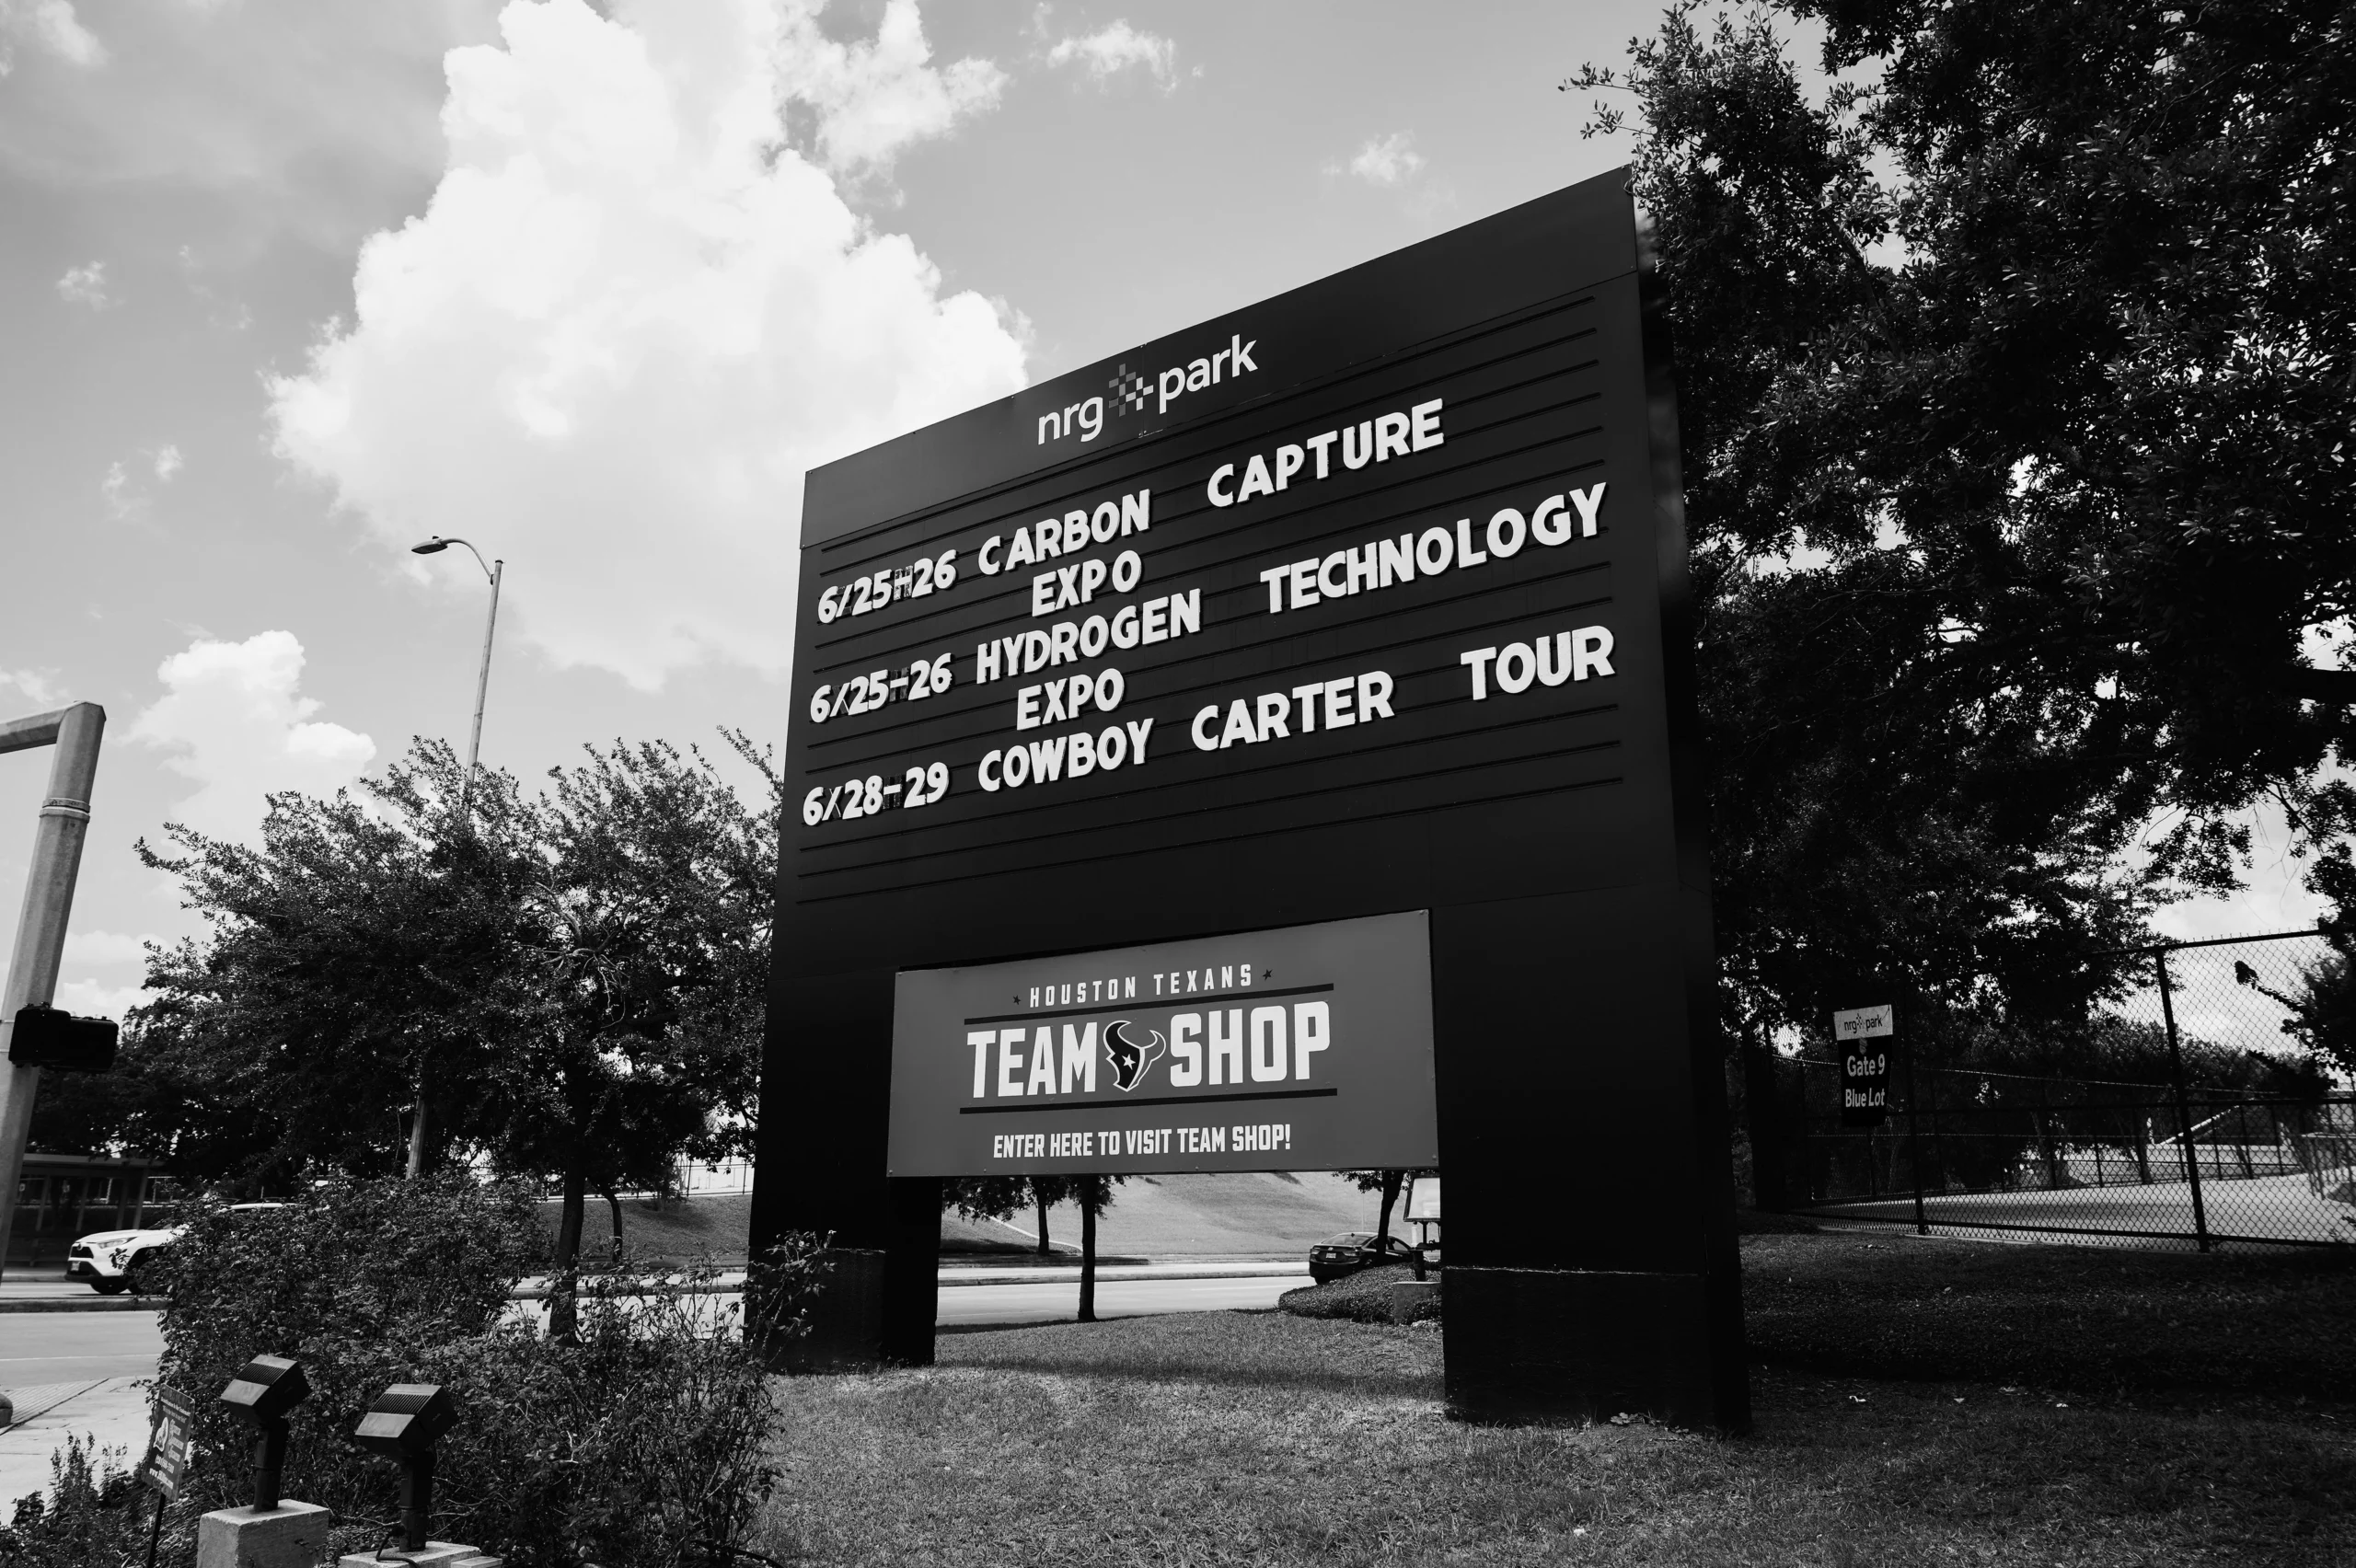 nrg park
6/25-26 CARBON CAPTURE
EXPO
6/25-26 HYDROGEN TECHNOLOGY
EXPO
6/28-29 COWBOY CARTER TOUR
HOUSTON TEXANS
TEAM SHOP
ENTER HERE TO VISIT TEAM SHOP!
nrg park
Gate 9
Blue Lot